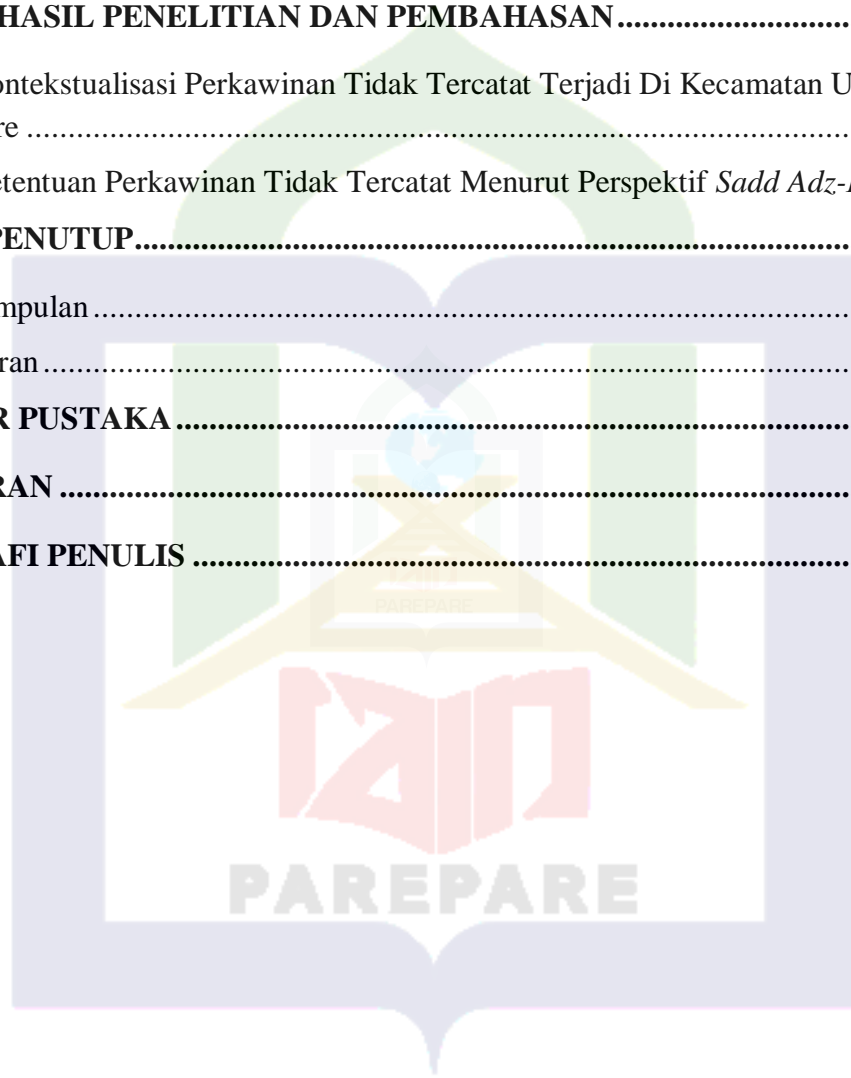 HASIL PENELITIAN DAN PEMBAHASAN........................
ontekstualisasi Perkawinan Tidak Tercatat Terjadi Di Kecamatan U
re ........................................................................
etentuan Perkawinan Tidak Tercatat Menurut Perspektif Sadd Adz-
PENUTUP........................................................................
mpulan........................................................................
ran........................................................................
R PUSTAKA........................................................................
RAN ........................................................................
AFI PENULIS ........................................................................
PAREPARE
PAREPARE